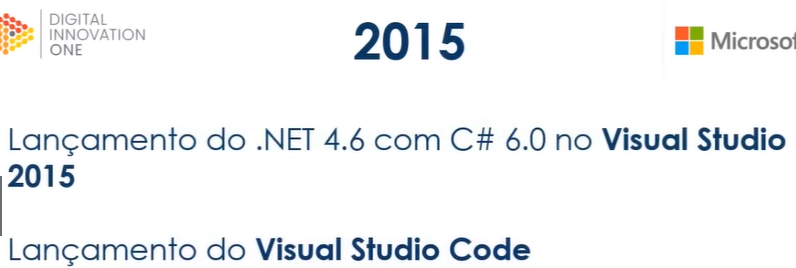 DIGITAL
INNOVATION
ONE
2015
Microsof
Lançamento do .NET 4.6 com C# 6.0 no Visual Studio
2015
Lançamento do Visual Studio Code